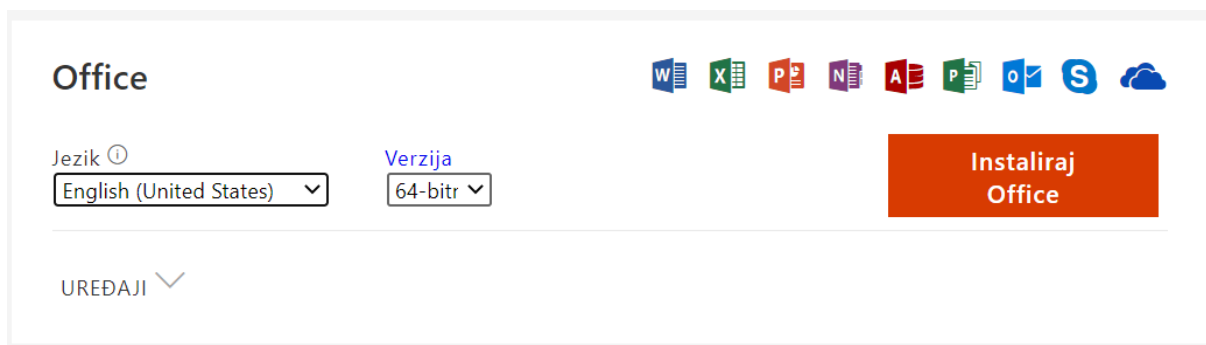 Office
Jezik
Verzija
English (United States)
64-bitr
Instaliraj
Office
UREĐAJI